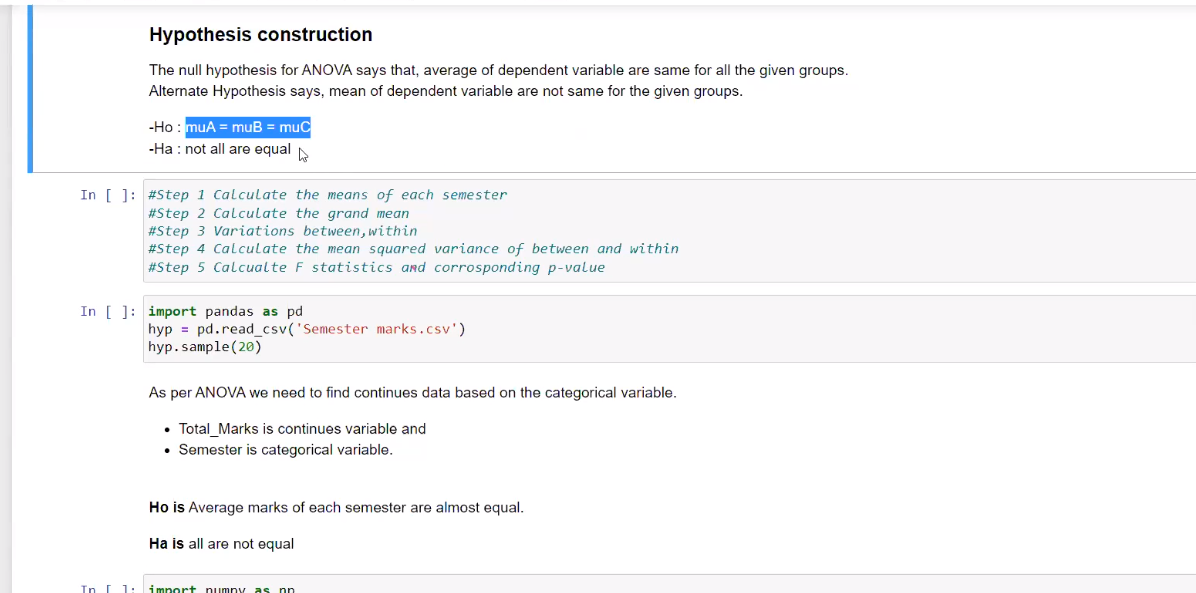 Hypothesis construction
The null hypothesis for ANOVA says that, average of dependent variable are same for all the given groups.
Alternate Hypothesis says, mean of dependent variable are not same for the given groups.
-Ho : muA = muB = muC
-Ha : not all are equal
In [ ]: #Step 1 Calculate the means of each semester
#Step 2 Calculate the grand mean
#Step 3 Variations between,within
#Step 4 Calculate the mean squared variance of between and within
#Step 5 Calcualte F statistics and corrosponding p-value
In [ ]: import pandas as pd
hyp = pd.read_csv('Semester marks.csv')
hyp.sample(20)
As per ANOVA we need to find continues data based on the categorical variable.
• Total_Marks is continues variable and
• Semester is categorical variable.
Ho is Average marks of each semester are almost equal.
Ha is all are not equal
In [ ]: import numpy as np